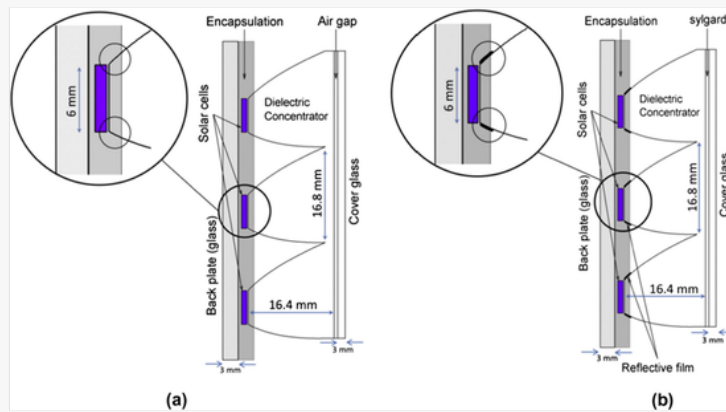 Encapsulation
Air gap
6 mm
Solar cells
Dielectric
Concentrator
16.8 mm
Cover glass
Back plate (glass)
16.4 mm
3 mm
3 mm
(a)
Encapsulation
sylgard
6 mm
Solar cells
Dielectric
Concentrator
16.8 mm
Cover glass
Back plate (glass)
16.4 mm
3 mm
3 mm
Reflective film
(b)